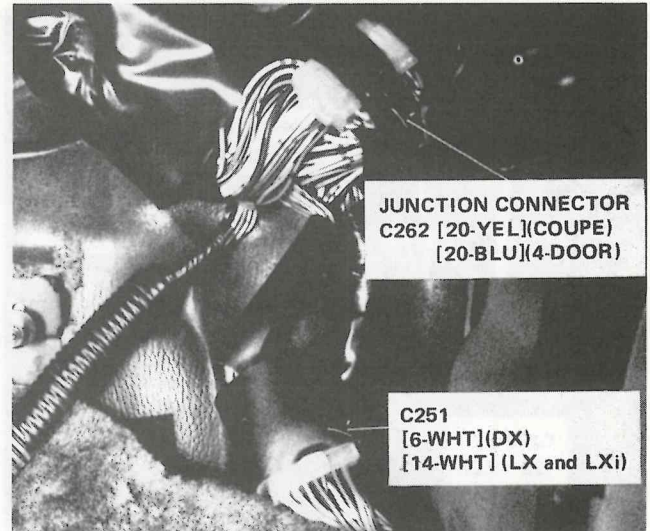 JUNCTION CONNECTOR
C262 [20-YEL](COUPE)
[20-BLU](4-DOOR)
C251
[6-WHT](DX)
[14-WHT] (LX and LXi)